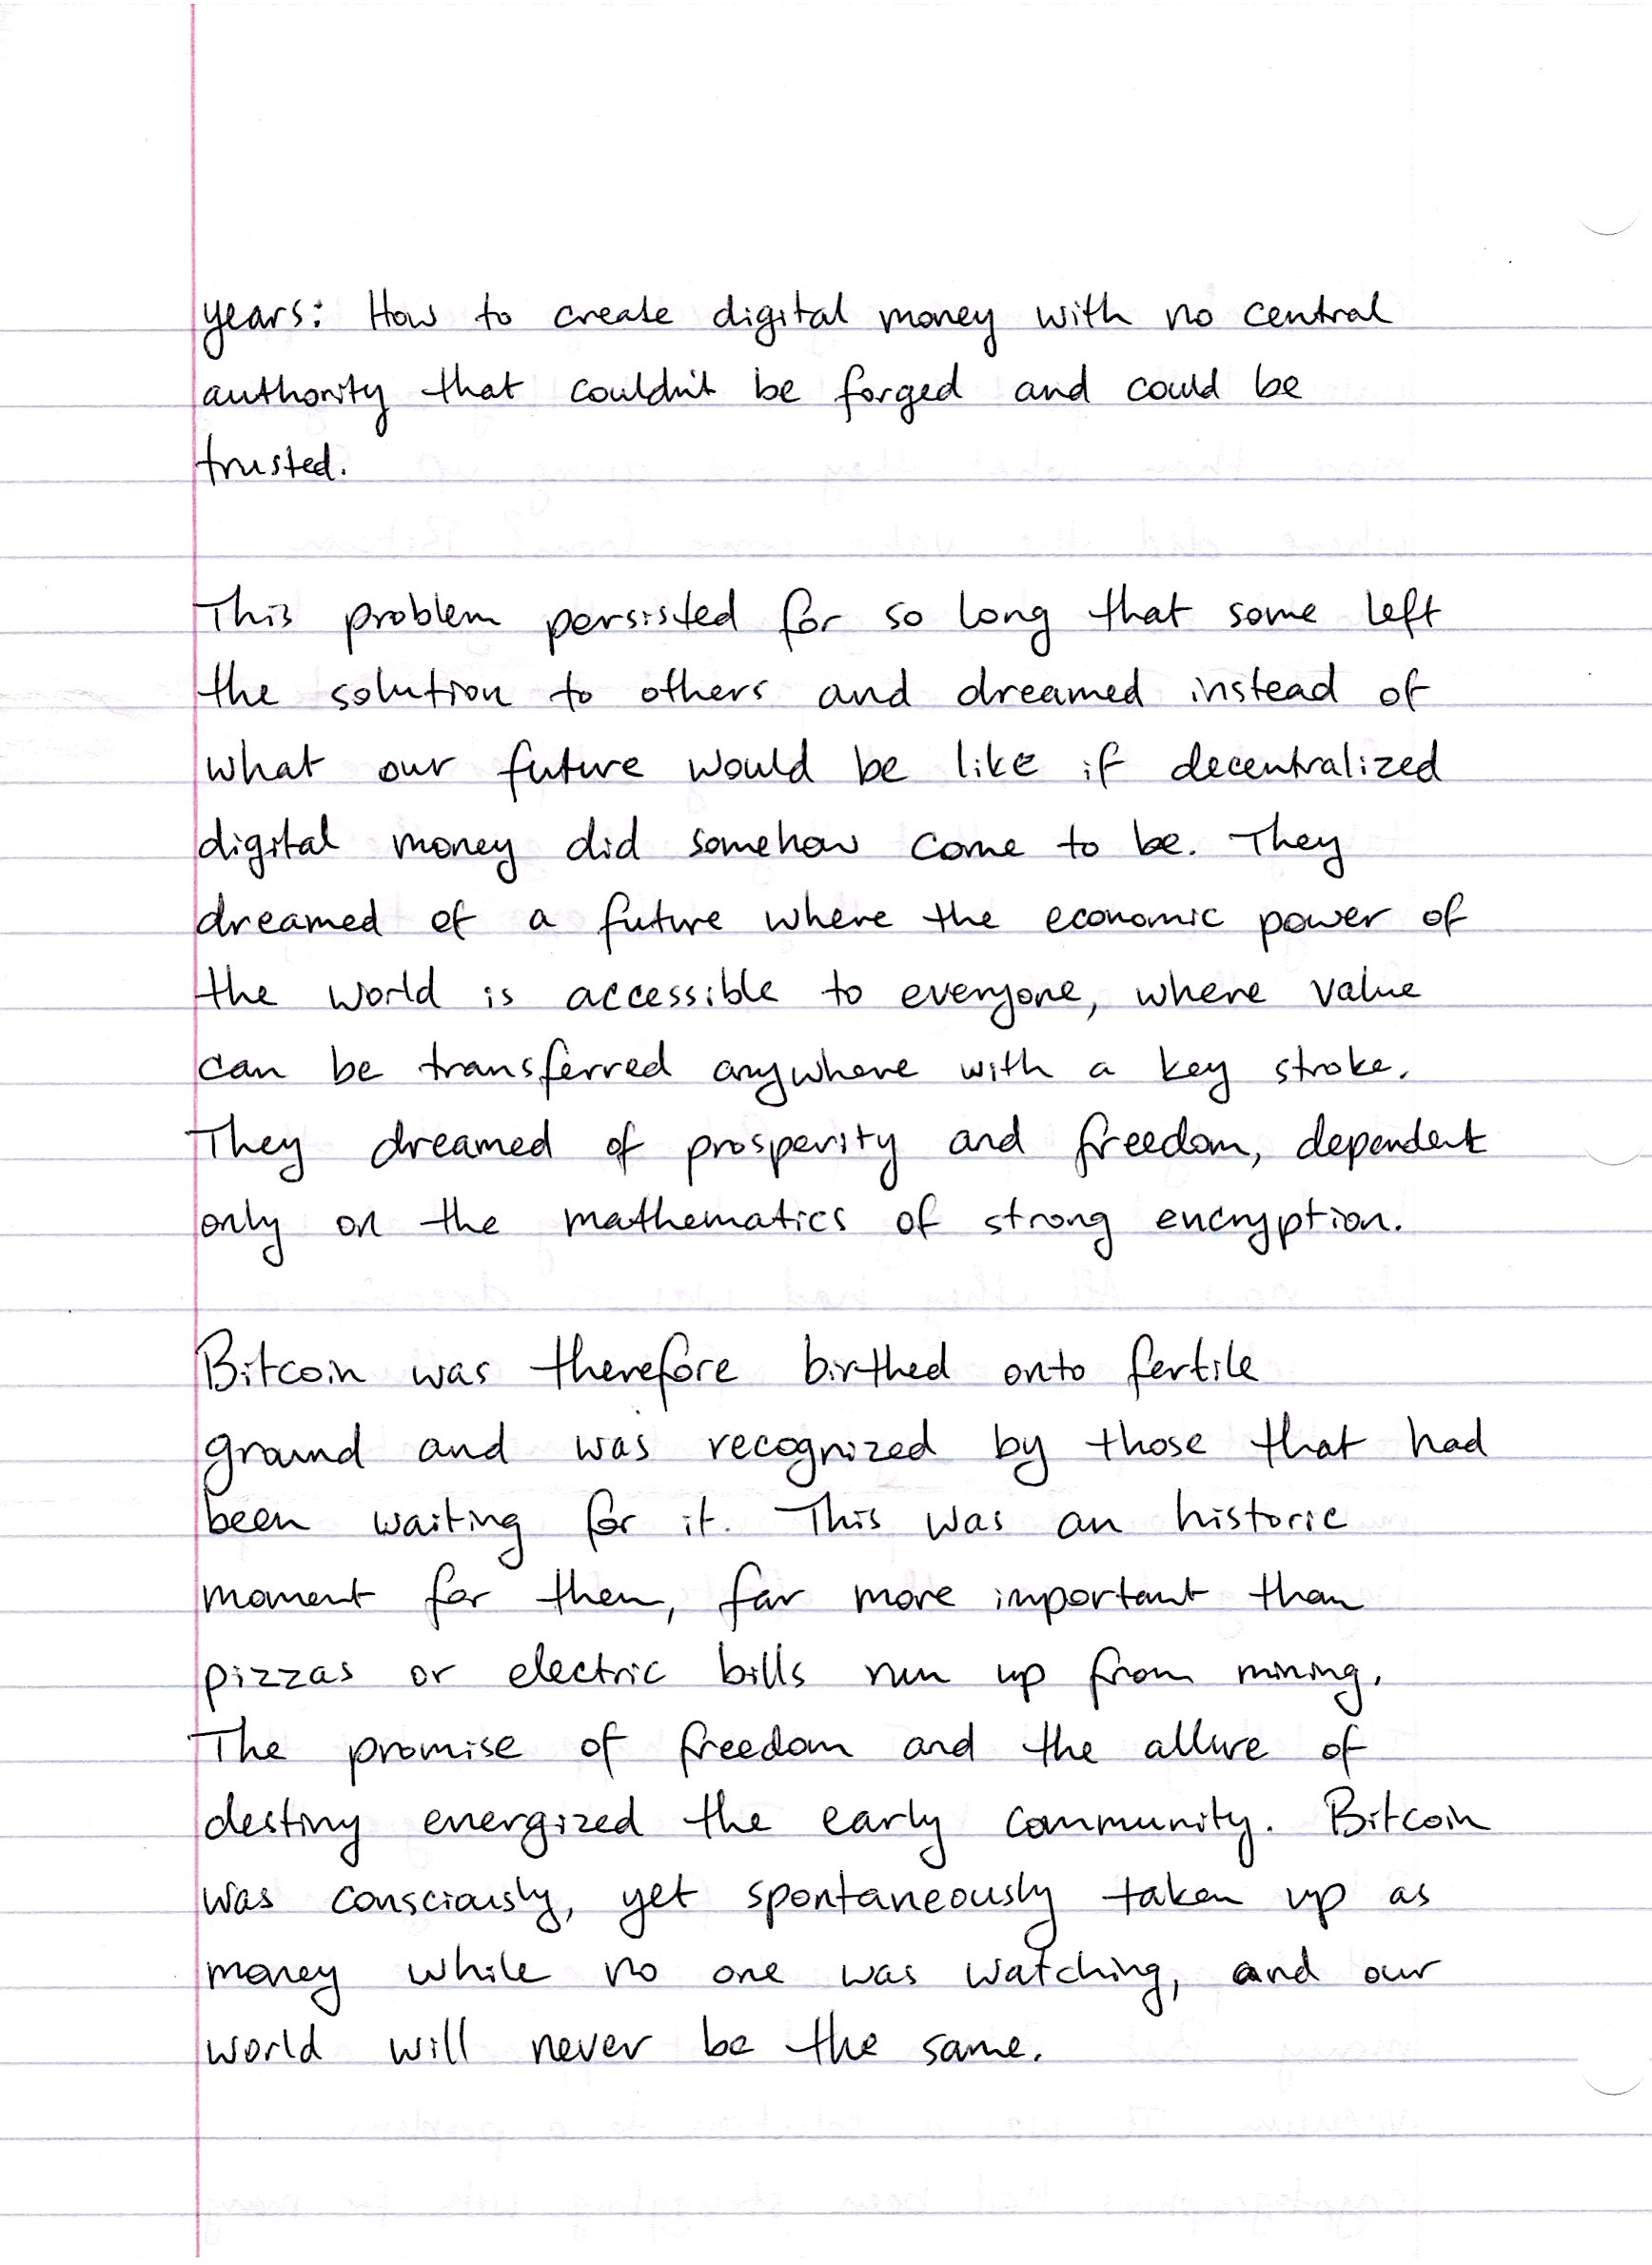 years: How to create digital money with no central
authority that couldn't be forged and could be
trusted.
This problem persisted for so long that some left
the solution to others and dreamed instead of
what our future would be like if decentralized
digital money did somehow come to be. They
dreamed of a future where the economic power of
the world is accessible to everyone, where value
can be transferred anywhere with a key stroke.
They dreamed of prosperity and freedom, dependent
only on the mathematics of strong encryption.
Bitcoin was therefore birthed onto fertile
ground and was recognized by those that had
been waiting for it. This was an historic
moment for them, far more important than
pizzas or electric bills run up from mining.
The promise of freedom and the allure of
destiny energized the early community. Bitcoin
was consciously, yet spontaneously taken up as
money while no one was watching, and our
world will never be the same.